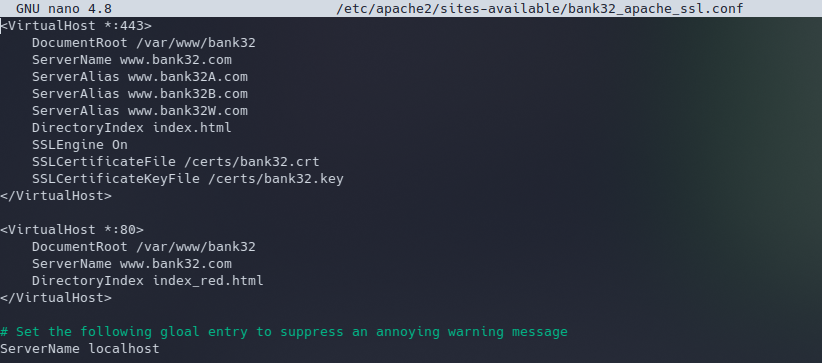 GNU nano 4.8 /etc/apache2/sites-available/bank32_apache_ssl.conf
<VirtualHost *:443>
    DocumentRoot /var/www/bank32
    ServerName www.bank32.com
    ServerAlias www.bank32A.com
    ServerAlias www.bank32B.com
    ServerAlias www.bank32W.com
    DirectoryIndex index.html
    SSLEngine On
    SSLCertificateFile /certs/bank32.crt
    SSLCertificateKeyFile /certs/bank32.key
</VirtualHost>

<VirtualHost *:80>
    DocumentRoot /var/www/bank32
    ServerName www.bank32.com
    DirectoryIndex index_red.html
</VirtualHost>

# Set the following gloal entry to suppress an annoying warning message
ServerName localhost